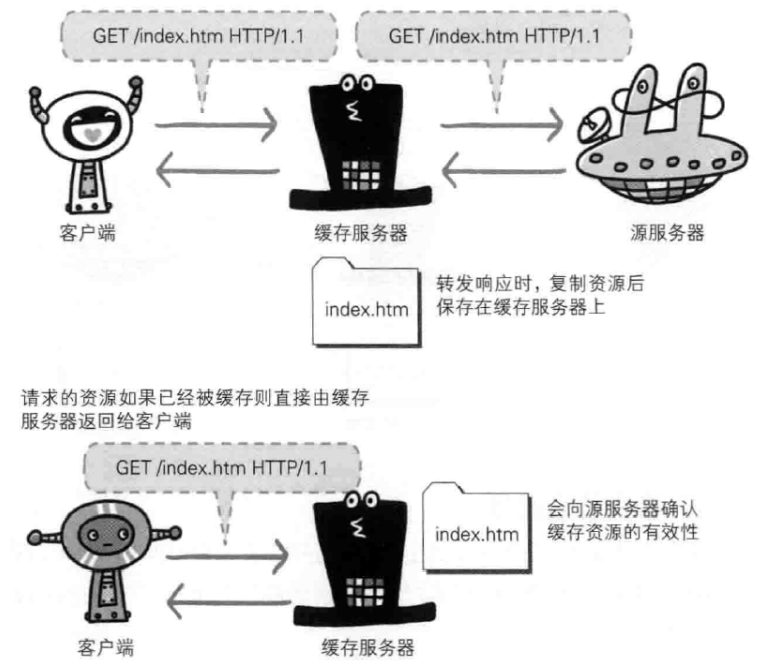 GET /index.htm HTTP/1.1
GET /index.htm HTTP/1.1
客户端
缓存服务器
源服务器
index.htm
转发响应时，复制资源后
保存在缓存服务器上
请求的资源如果已经被缓存则直接由缓存
服务器返回给客户端
GET /index.htm HTTP/1.1
index.htm
会向源服务器确认
缓存资源的有效性
客户端
缓存服务器